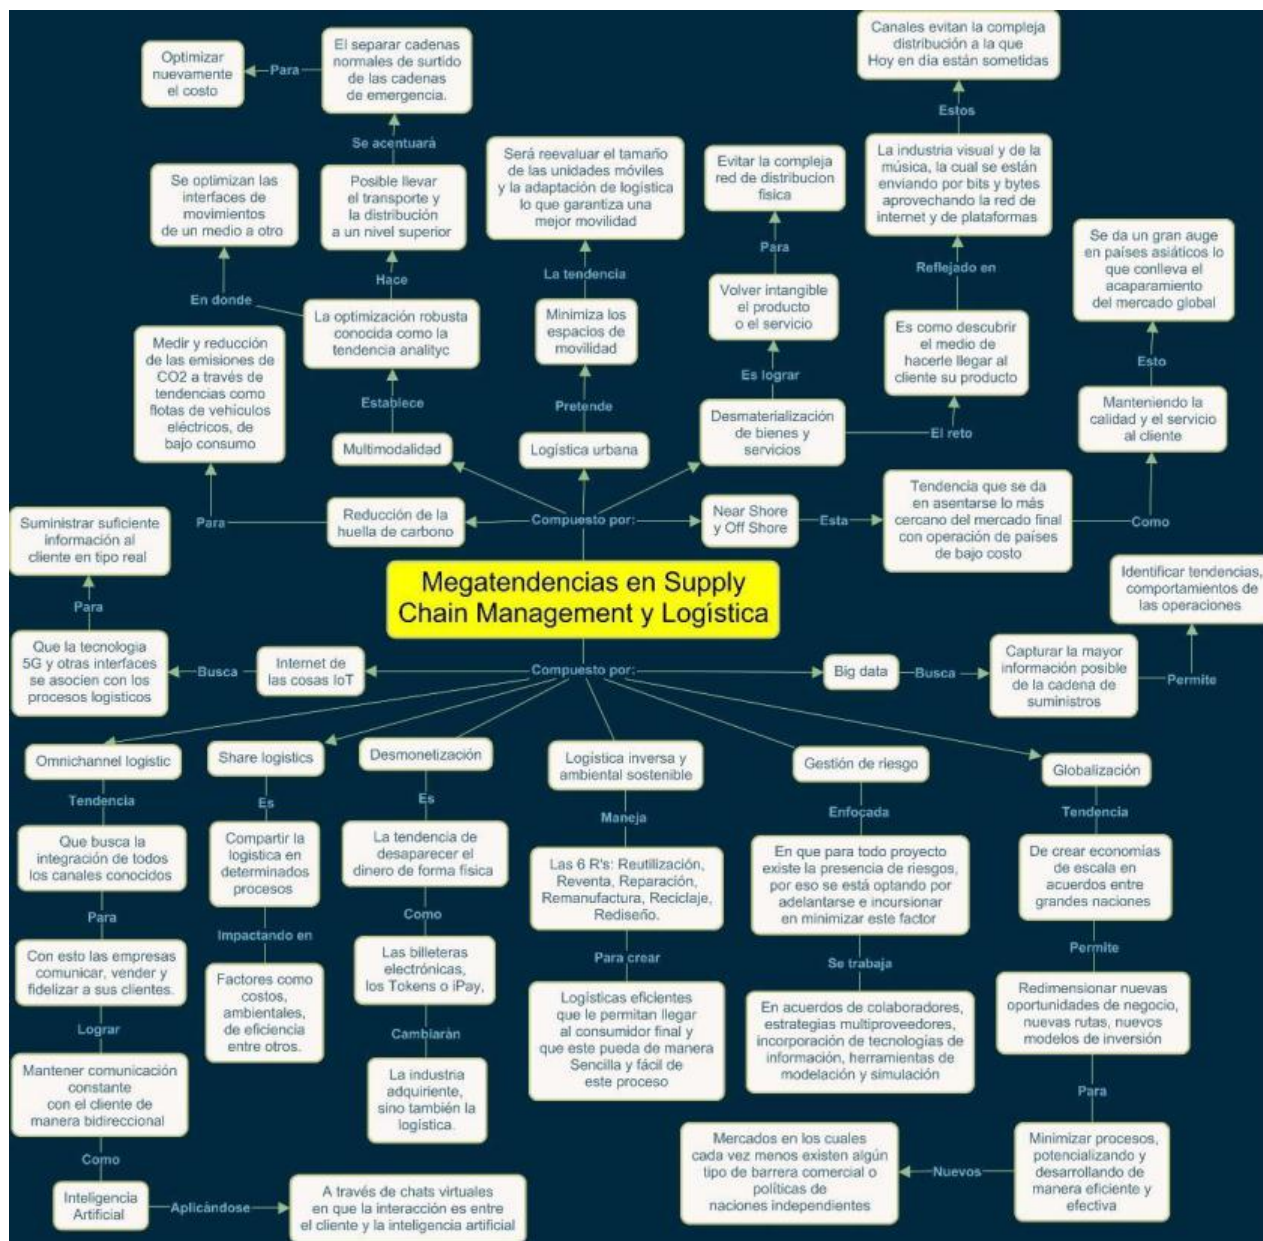 Optimizar
nuevamente
el costo
Para
El separar cadenas
normales de surtido
de las cadenas
de emergencia.
Se acentuará
Canales evitan la compleja
distribución a la que
Hoy en día están sometidas
Estos
Se optimizan las
interfaces de
movimientos
de un medio a otro
Posible llevar
el transporte y
la distribución
a un nivel superior
Será reevaluar el tamaño
de las unidades móviles
y la adaptación de logística
lo que garantiza una
mejor movilidad
Evitar la compleja
red de distribucion
fisica
La industria visual y de la
música, la cual se están
enviando por bits y bytes
aprovechando la red de
internet y de plataformas
En donde
Hace
La tendencia
Para
Reflejado en
Se da un gran auge
en países asiáticos lo
que conlleva el
acaparamiento
del mercado global
La optimización robusta
conocida como la
tendencia analityc
Minimiza los
espacios de
movilidad
Volver intangible
el producto
o el servicio
Es como descubrir
el medio de
hacerle llegar al
cliente su producto
Medir y reducción
de las emisiones de
CO2 a través de
tendencias como
flotas de vehículos
eléctricos, de
bajo consumo
Establece
Pretende
Es lograr
Esto
Multimodalidad
Logística urbana
Desmaterialización
de bienes y
servicios
El reto
Manteniendo la
calidad y el servicio
al cliente
Para
Reducción de la
huella de carbono
Compuesto por:
Near Shore
y Off Shore
Esta
Tendencia que se da
en asentarse lo más
cercano del mercado final
con operación de países
de bajo costo
Como
Suministrar suficiente
información al
cliente en tipo real
Para
Megatendencias en Supply
Chain Management y Logística
Identificar tendencias,
comportamientos de
las operaciones
Que la tecnologia
5G y otras interfaces
se asocien con los
procesos logisticos
Busca
Internet de
las cosas IoT
Compuesto por:
Big data
Busca
Capturar la mayor
información posible
de la cadena de
suministros
Permite
Omnichannel logistic
Share logistics
Desmonetización
Logística inversa y
ambiental sostenible
Gestión de riesgo
Globalización
Tendencia
Es
Es
Maneja
Enfocada
Tendencia
Que busca la
integración de todos
los canales conocidos
Compartir la
logistica en
determinados
procesos
La tendencia de
desaparecer el
dinero de forma física
Las 6 R's: Reutilización,
Reventa, Reparación,
Remanufactura, Reciclaje,
Rediseño.
En que para todo proyecto
existe la presencia de riesgos,
por eso se está optando por
adelantarse e incursionar
en minimizar este factor
De crear economías
de escala en
acuerdos entre
grandes naciones
Para
Impactando en
Como
Para crear
Se trabaja
Permite
Con esto las empresas
comunicar, vender y
fidelizar a sus clientes.
Factores como
costos,
ambientales,
de eficiencia
entre otros.
Las billeteras
electrónicas,
los Tokens o iPay,
Logísticas eficientes
que le permitan llegar
al consumidor final y
que este pueda de manera
Sencilla y fácil de
este proceso
En acuerdos de colaboradores,
estrategias multiproveedores,
incorporación de tecnologías de
información, herramientas de
modelación y simulación
Redimensionar nuevas
oportunidades de negocio,
nuevas rutas, nuevos
modelos de inversión
Lograr
Cambiaràn
Para
Mantener comunicación
constante
con el cliente de
manera bidireccional
La industria
adquiriente,
sino también la
logística.
Como
Mercados en los cuales
cada vez menos existen algún
tipo de barrera comercial o
políticas de
naciones independientes
Nuevos
Minimizar procesos,
potencializando y
desarrollando de
manera eficiente y
efectiva
Inteligencia
Artificial
Aplicándose
A través de chats virtuales
en que la interacción es entre
el cliente y la inteligencia artificial